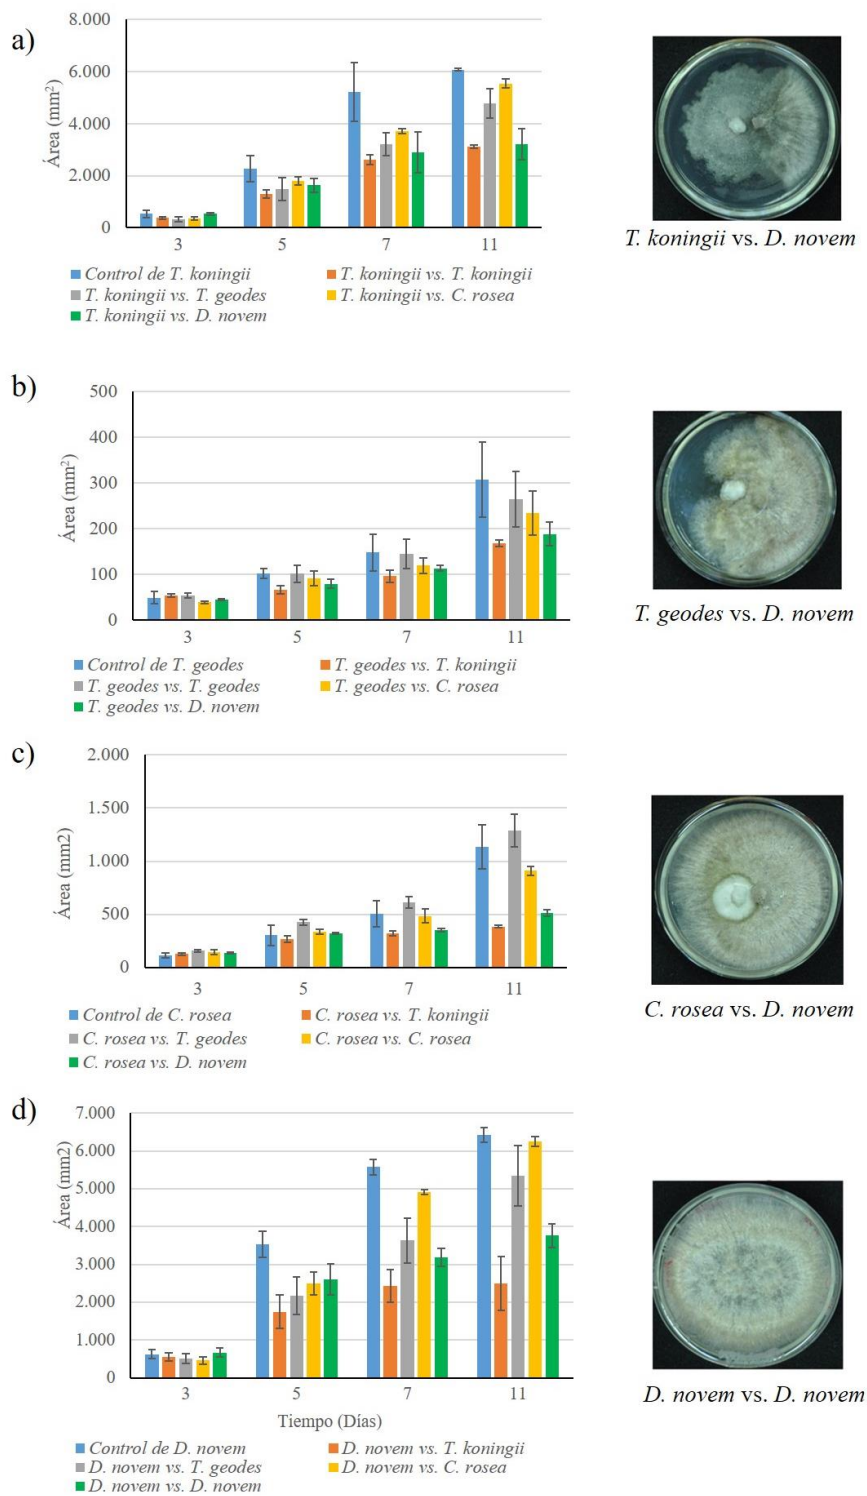 a)
8.000
6.000
4.000
2.000
0
Área (mm²)
3 5 7 11
Control de T. koningii
T. koningii vs. T. koningii
T. koningii vs. T. geodes
T. koningii vs. C. rosea
T. koningii vs. D. novem
T. koningii vs. D. novem
b)
500
400
300
200
100
0
Área (mm²)
3 5 7 11
Control de T. geodes
T. geodes vs. T. koningii
T. geodes vs. T. geodes
T. geodes vs. C. rosea
T. geodes vs. D. novem
T. geodes vs. D. novem
c)
2.000
1.500
1.000
500
0
Área (mm2)
3 5 7 11
Control de C. rosea
C. rosea vs. T. koningii
C. rosea vs. T. geodes
C. rosea vs. C. rosea
C. rosea vs. D. novem
C. rosea vs. D. novem
d)
7.000
6.000
5.000
4.000
3.000
2.000
1.000
0
Área (mm2)
3 5 7 11
Tiempo (Días)
Control de D. novem
D. novem vs. T. koningii
D. novem vs. T. geodes
D. novem vs. C. rosea
D. novem vs. D. novem
D. novem vs. D. novem